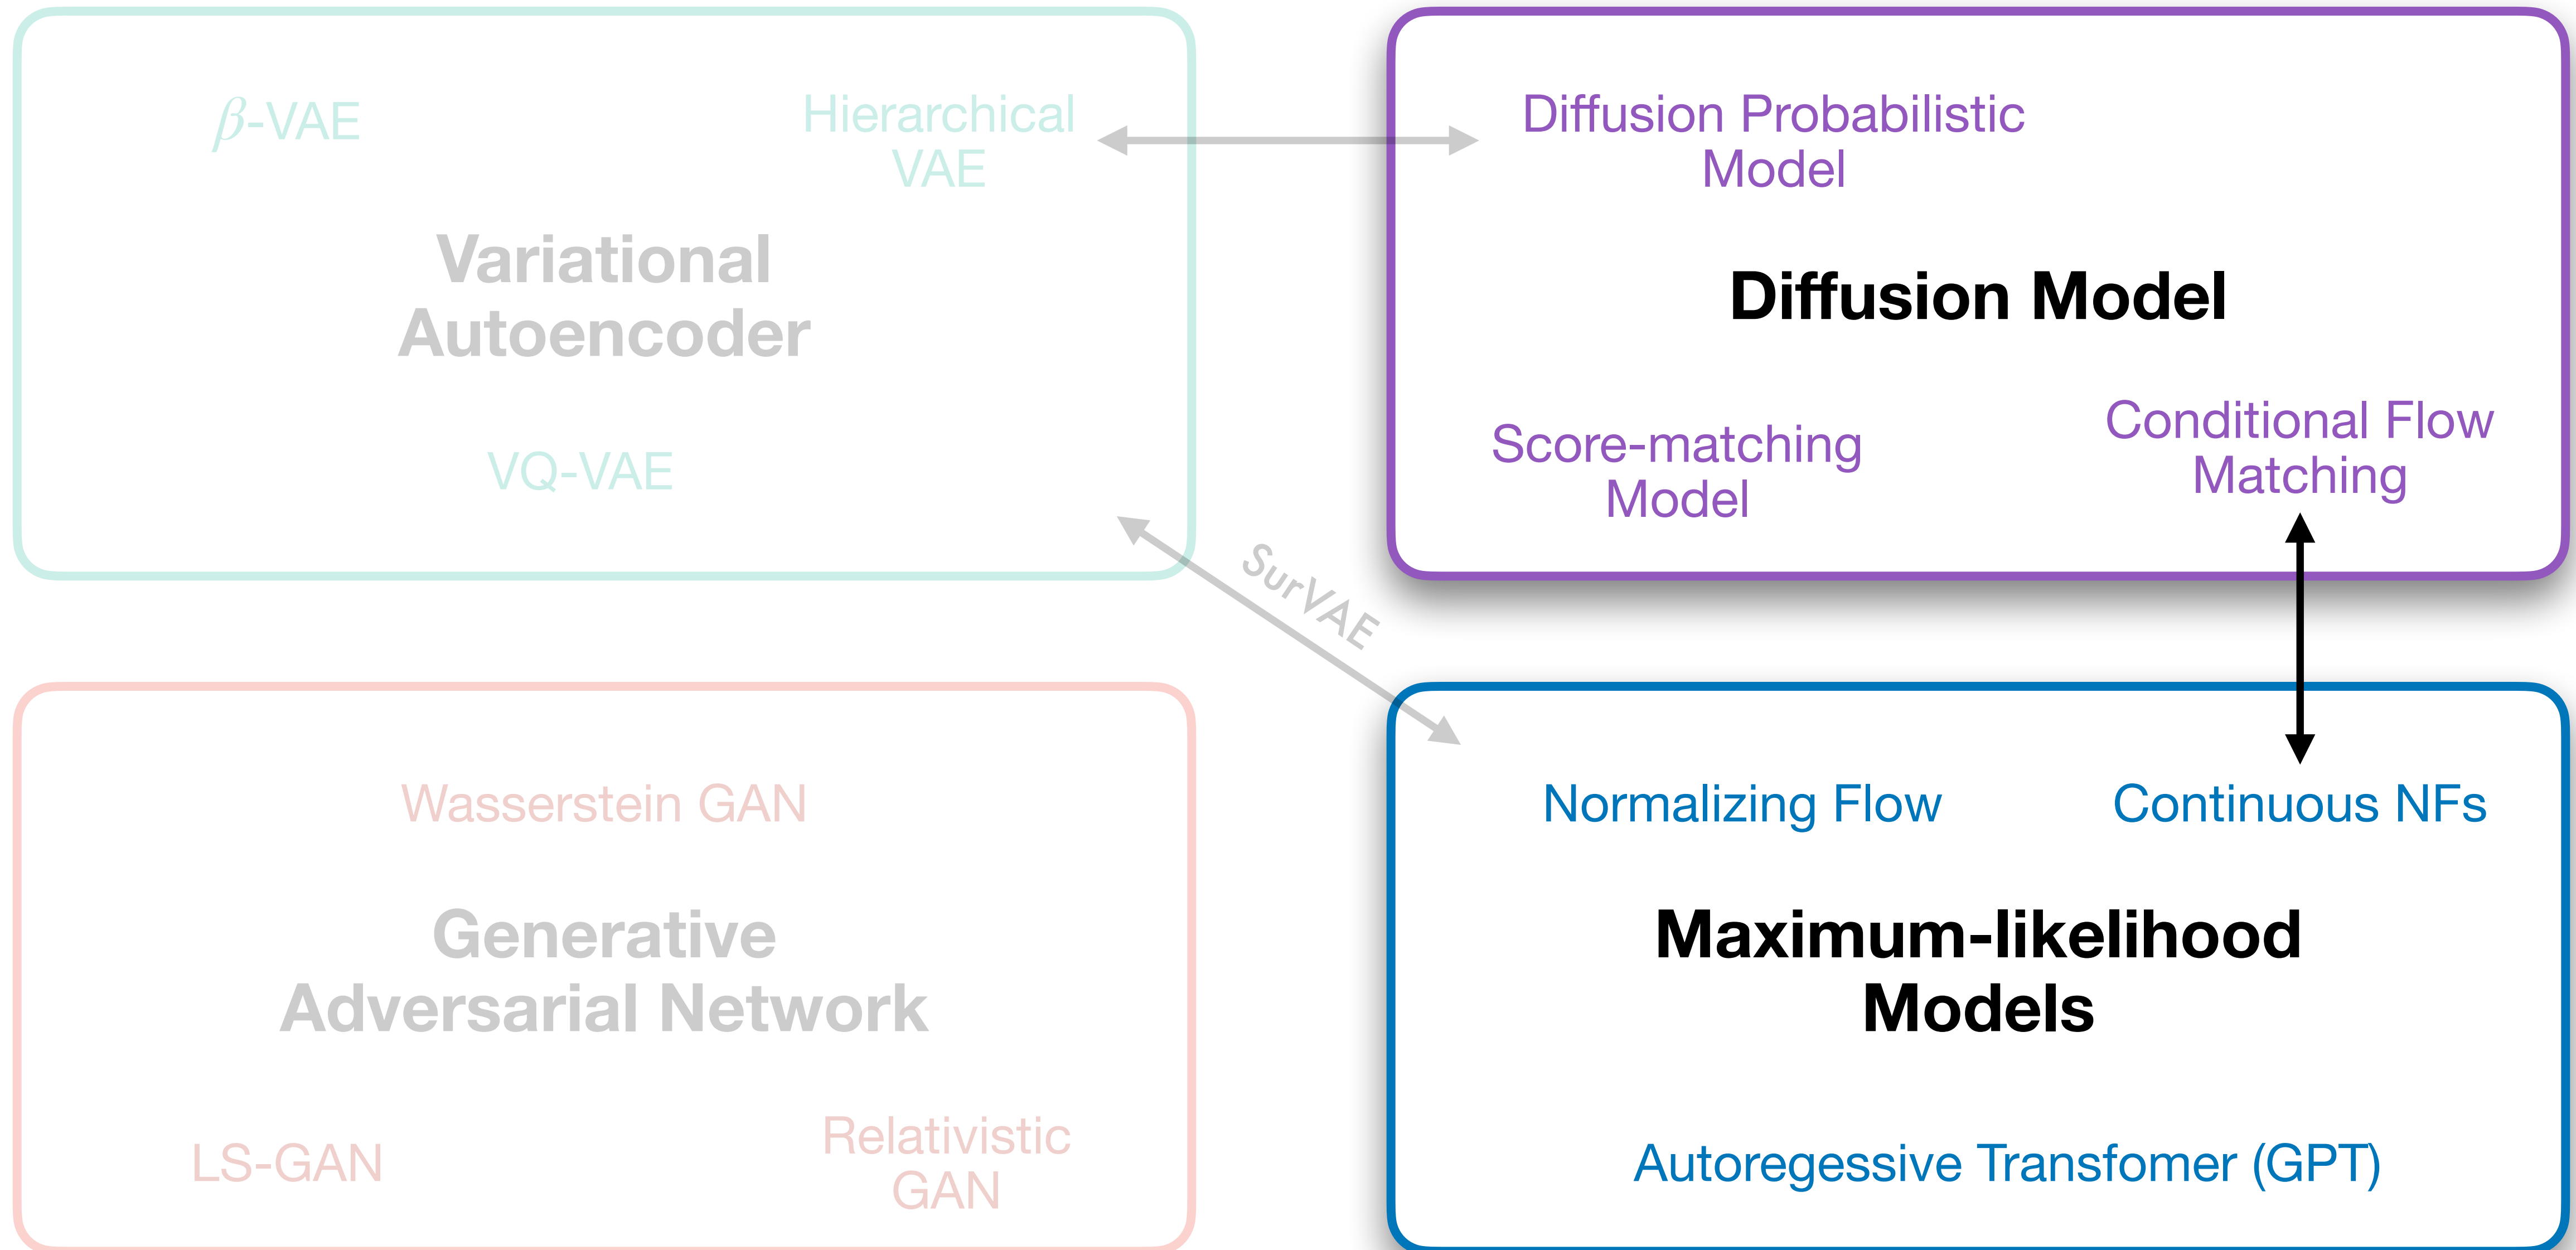 β-VAE
Hierarchical
VAE
Variational
Autoencoder
VQ-VAE
Diffusion Probabilistic
Model
Diffusion Model
Score-matching
Model
Conditional Flow
Matching
SurVAE
Wasserstein GAN
Generative
Adversarial Network
LS-GAN
Relativistic
GAN
Normalizing Flow
Continuous NFs
Maximum-likelihood
Models
Autoregessive Transfomer (GPT)